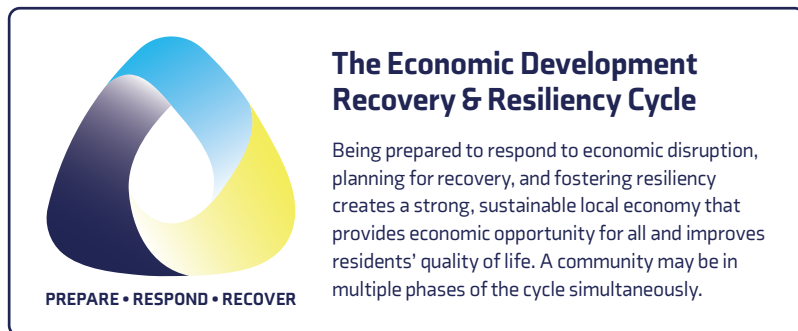 The Economic Development
Recovery & Resiliency Cycle
Being prepared to respond to economic disruption,
planning for recovery, and fostering resiliency
creates a strong, sustainable local economy that
provides economic opportunity for all and improves
residents’ quality of life. A community may be in
multiple phases of the cycle simultaneously.
PREPARE • RESPOND • RECOVER